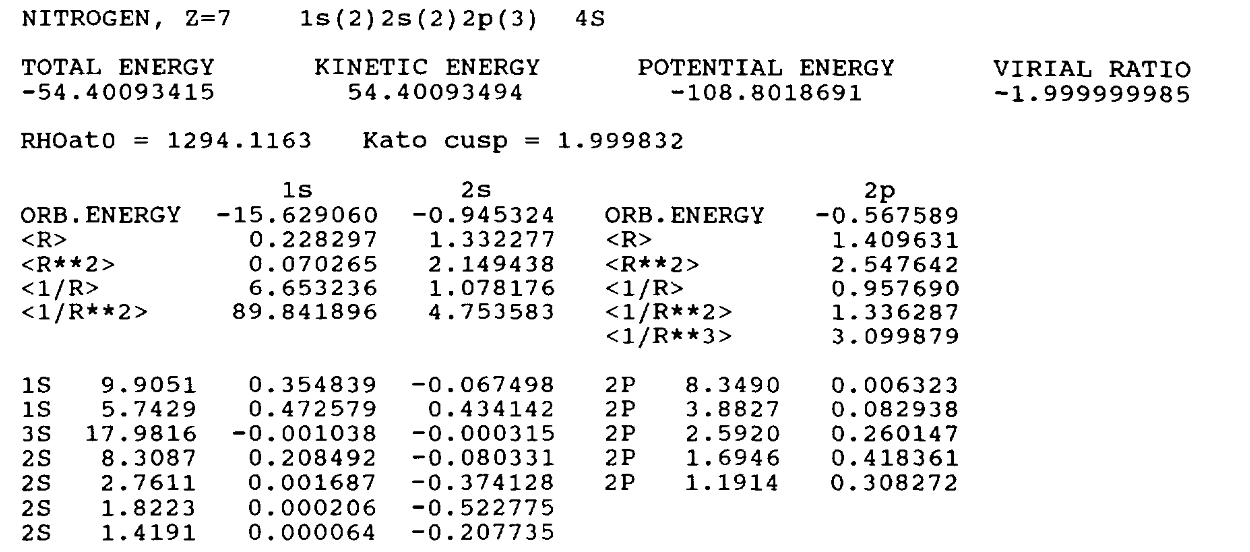 NITROGEN, Z=7 1s(2)2s(2)2p(3) 4S
TOTAL ENERGY KINETIC ENERGY POTENTIAL ENERGY VIRIAL RATIO
-54.40093415 54.40093494 -108.8018691 -1.999999985
RHOat0 = 1294.1163 Kato cusp = 1.999832
1s 2s 2p
ORB.ENERGY -15.629060 -0.945324 ORB.ENERGY -0.567589
<R> 0.228297 1.332277 <R> 1.409631
<R**2> 0.070265 2.149438 <R**2> 2.547642
<1/R> 6.653236 1.078176 <1/R> 0.957690
<1/R**2> 89.841896 4.753583 <1/R**2> 1.336287
<1/R**3> 3.099879
1S 9.9051 0.354839 -0.067498 2P 8.3490 0.006323
1S 5.7429 0.472579 0.434142 2P 3.8827 0.082938
3S 17.9816 -0.001038 -0.000315 2P 2.5920 0.260147
2S 8.3087 0.208492 -0.080331 2P 1.6946 0.418361
2S 2.7611 0.001687 -0.374128 2P 1.1914 0.308272
2S 1.8223 0.000206 -0.522775
2S 1.4191 0.000064 -0.207735